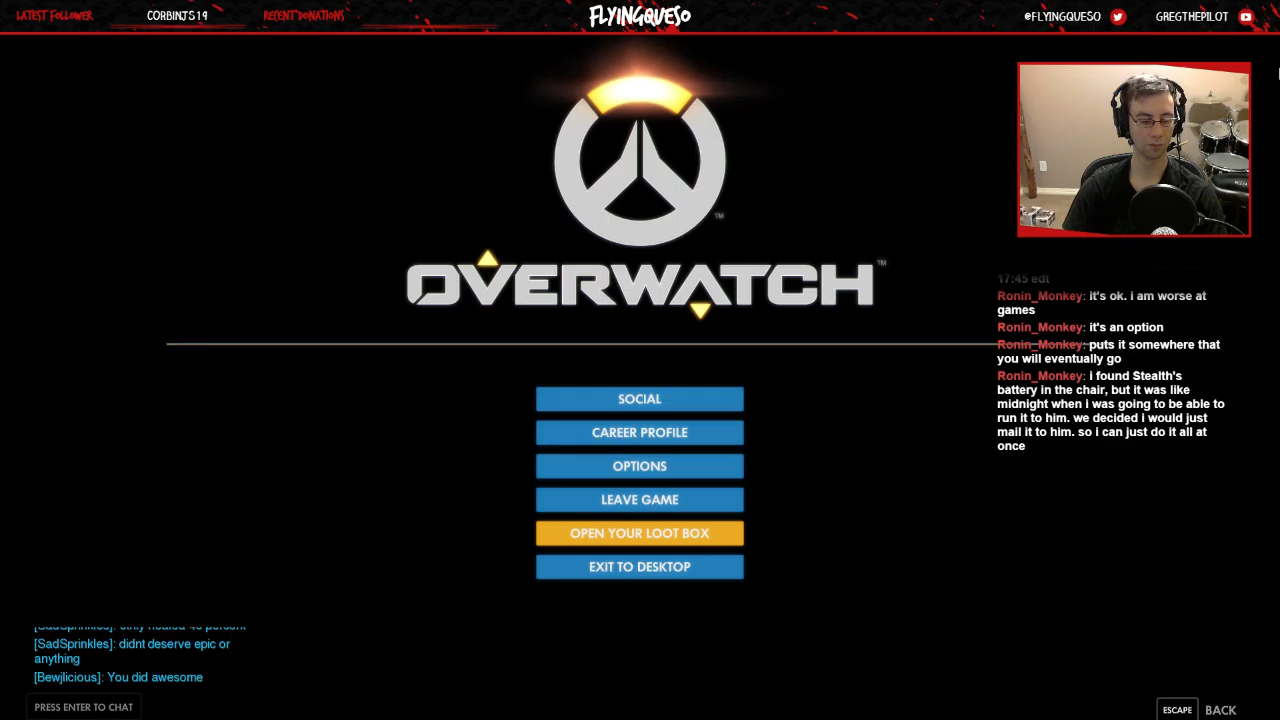 LATEST FOLLOWER
CORBINJS19
RECENT DONATIONS
FLYINGQUESO
@FLYINGQUESO
GREGTHEPILOT
TM
OVERWATCH
TM
17:45 edt
Ronin_Monkey: it's ok. i am worse at
games
Ronin_Monkey: it's an option
Ronin_Monkey: puts it somewhere that
you will eventually go
Ronin_Monkey: i found Stealth's
battery in the chair, but it was like
midnight when i was going to be able to
run it to him. we decided i would just
mail it to him. so i can just do it all at
once
SOCIAL
CAREER PROFILE
OPTIONS
LEAVE GAME
OPEN YOUR LOOT BOX
EXIT TO DESKTOP
[SadSprinkles]:
[SadSprinkles]: didnt deserve epic or
anything
[Bewjlicious]: You did awesome
PRESS ENTER TO CHAT
ESCAPE BACK